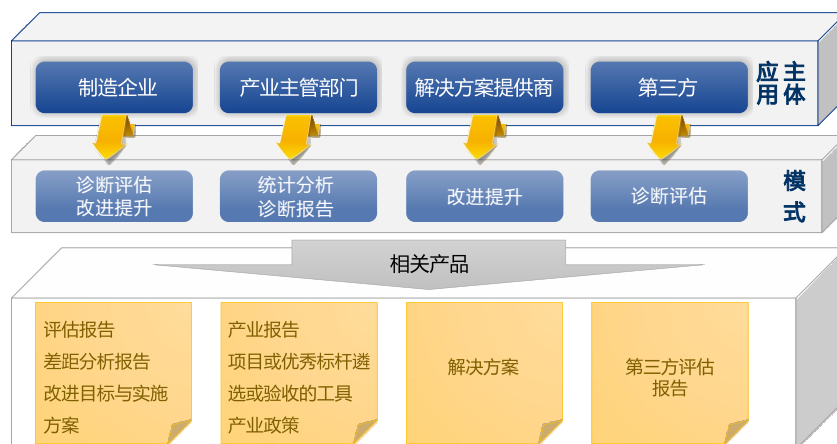 制造企业
产业主管部门
解决方案提供商
第三方
应用
主体
诊断评估
改进提升
统计分析
诊断报告
改进提升
诊断评估
模式
相关产品
评估报告
差距分析报告
改进目标与实施
方案
产业报告
项目或优秀标杆遴
选或验收的工具
产业政策
解决方案
第三方评估
报告